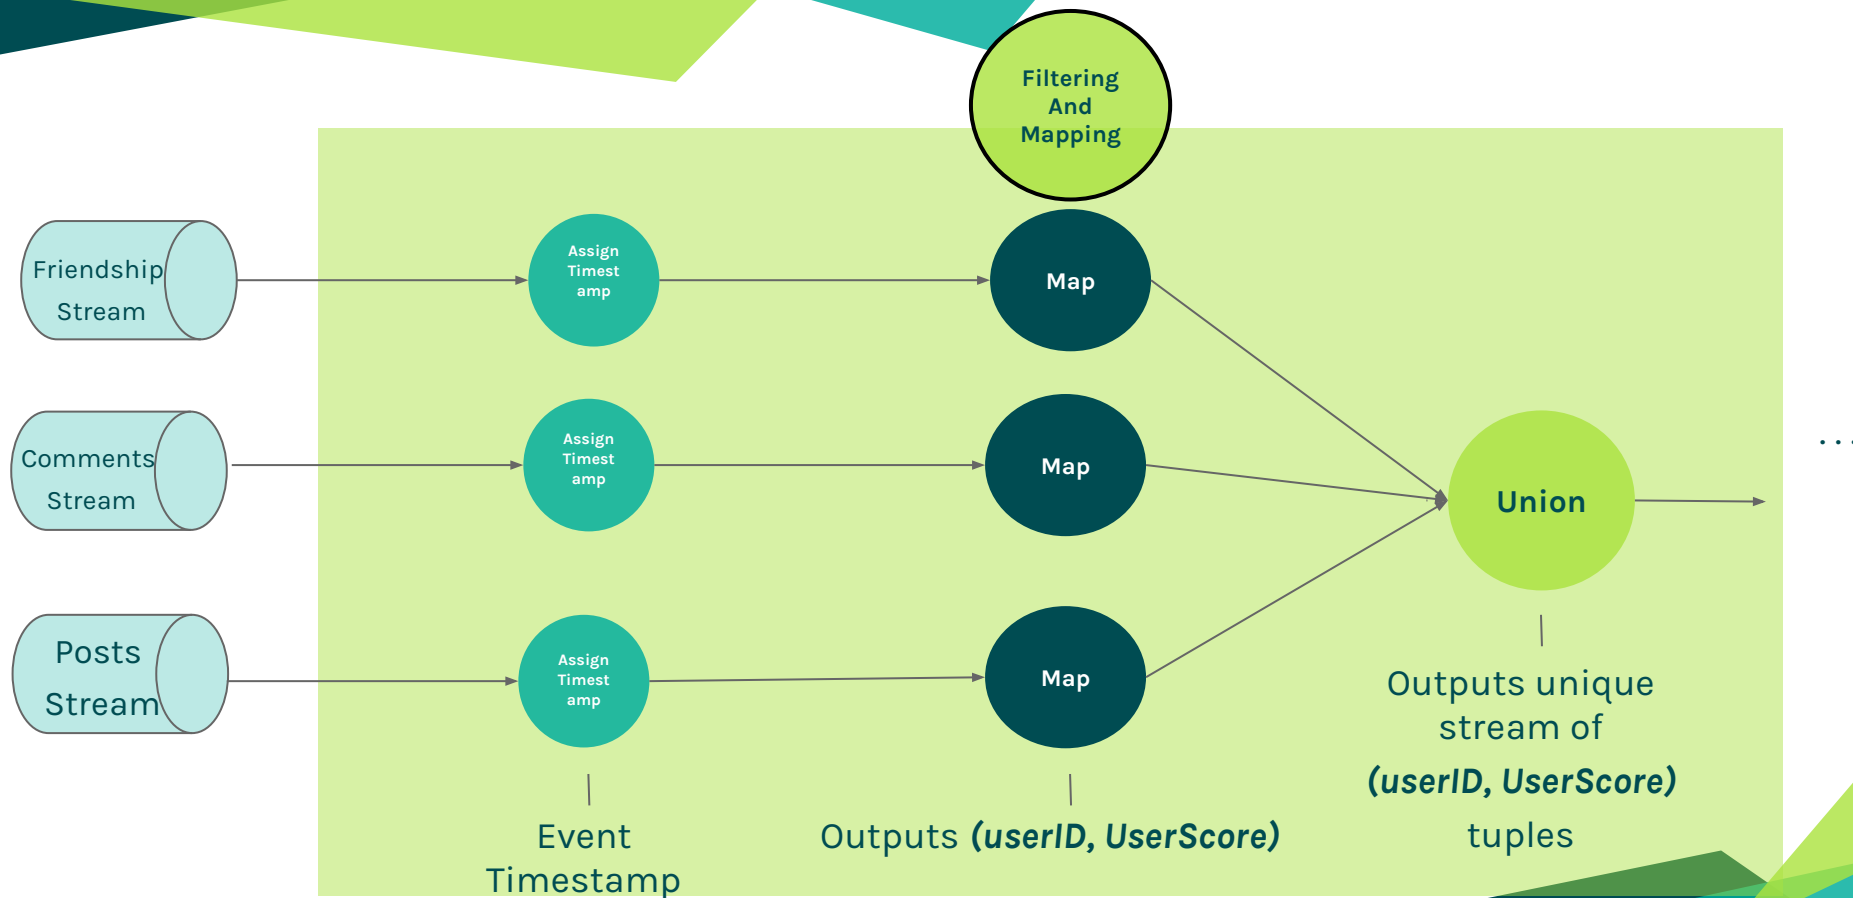 Filtering
And
Mapping
Friendship
Stream
Assign
Timest
amp
Map
Comments
Stream
Assign
Timest
amp
Map
Posts
Stream
Assign
Timest
amp
Map
Union
...
Event
Timestamp
Outputs (userID, UserScore)
Outputs unique
stream of
(userID, UserScore)
tuples